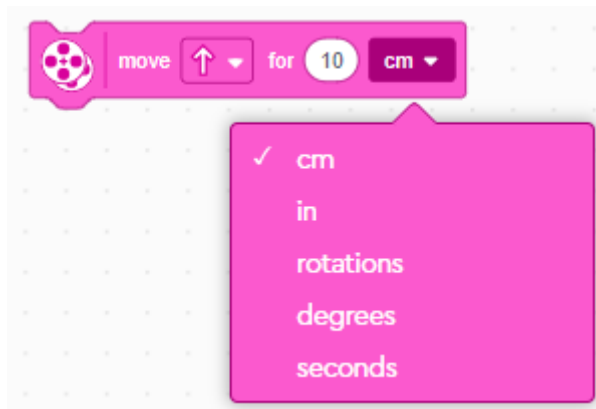 move for 10 cm
cm
in
rotations
degrees
seconds